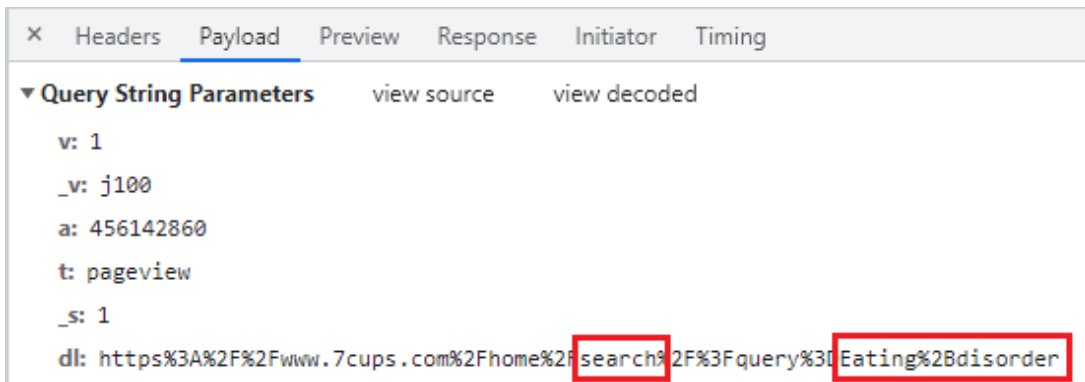 × Headers Payload Preview Response Initiator Timing
▼ Query String Parameters view source view decoded
v: 1
_v: j100
a: 456142860
t: pageview
_s: 1
dl: https%3A%2F%2Fwww.7cups.com%2Fhome%2Fsearch%2F%3Fquery%3DEating%2Bdisorder